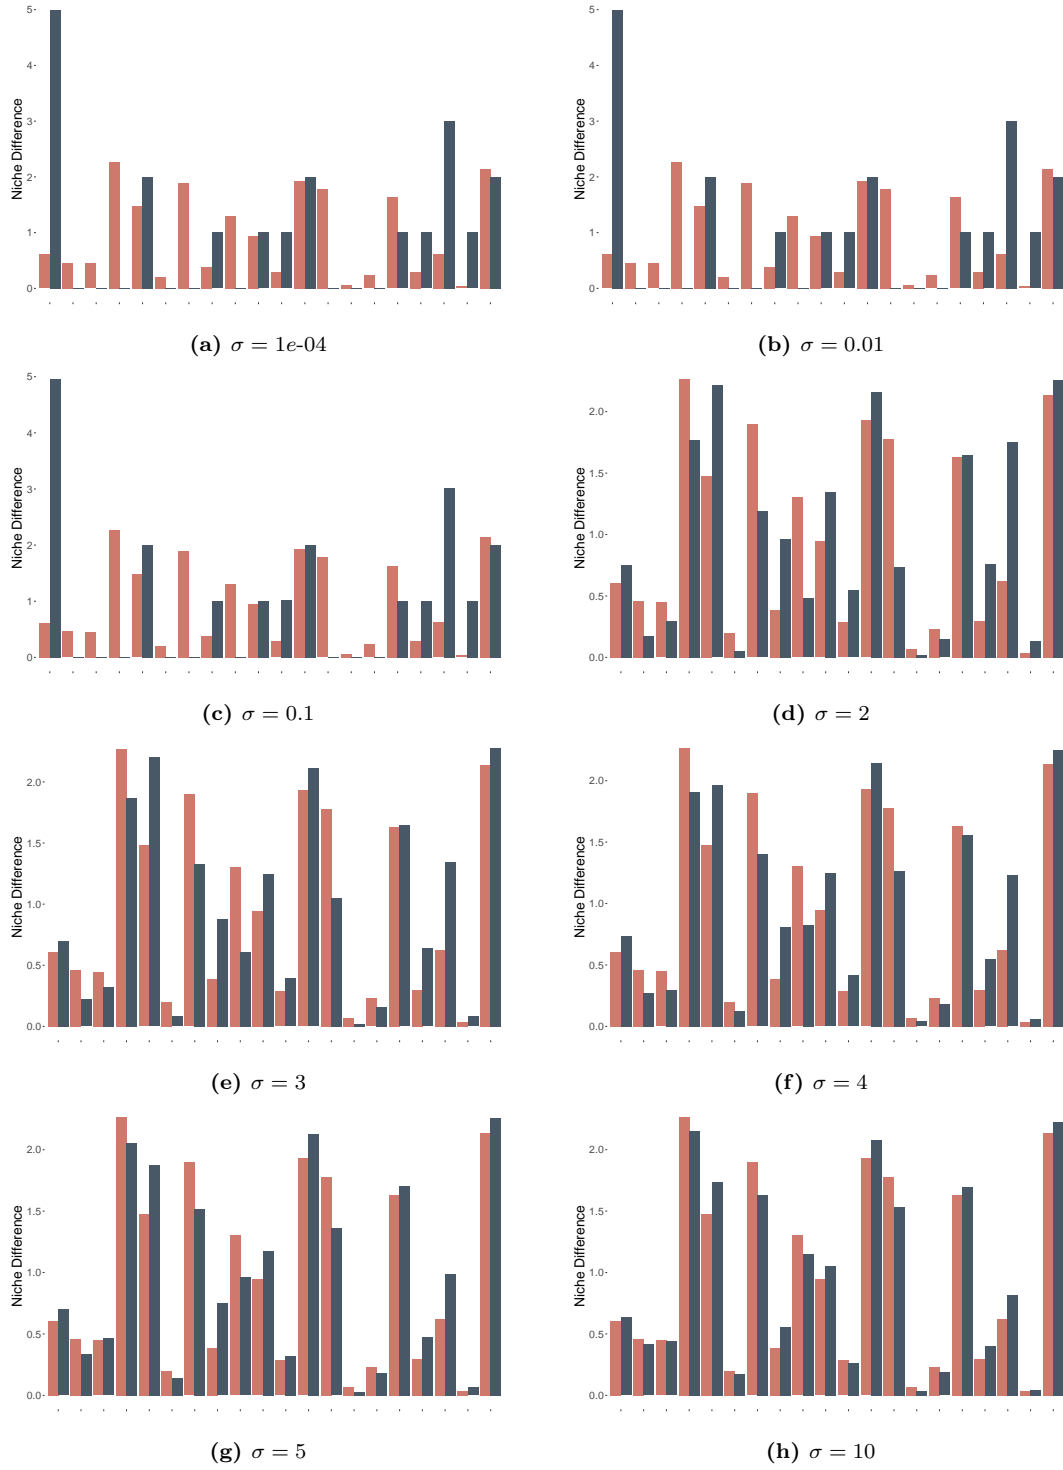 5
4
3
2
1
0
Niche Difference
(a) σ = 1e-04
5
4
3
2
1
0
Niche Difference
(b) σ = 0.01
5
4
3
2
1
0
Niche Difference
(c) σ = 0.1
2.0
1.5
1.0
0.5
0.0
Niche Difference
(d) σ = 2
2.0
1.5
1.0
0.5
0.0
Niche Difference
(e) σ = 3
2.0
1.5
1.0
0.5
0.0
Niche Difference
(f) σ = 4
2.0
1.5
1.0
0.5
0.0
Niche Difference
(g) σ = 5
2.0
1.5
1.0
0.5
0.0
Niche Difference
(h) σ = 10